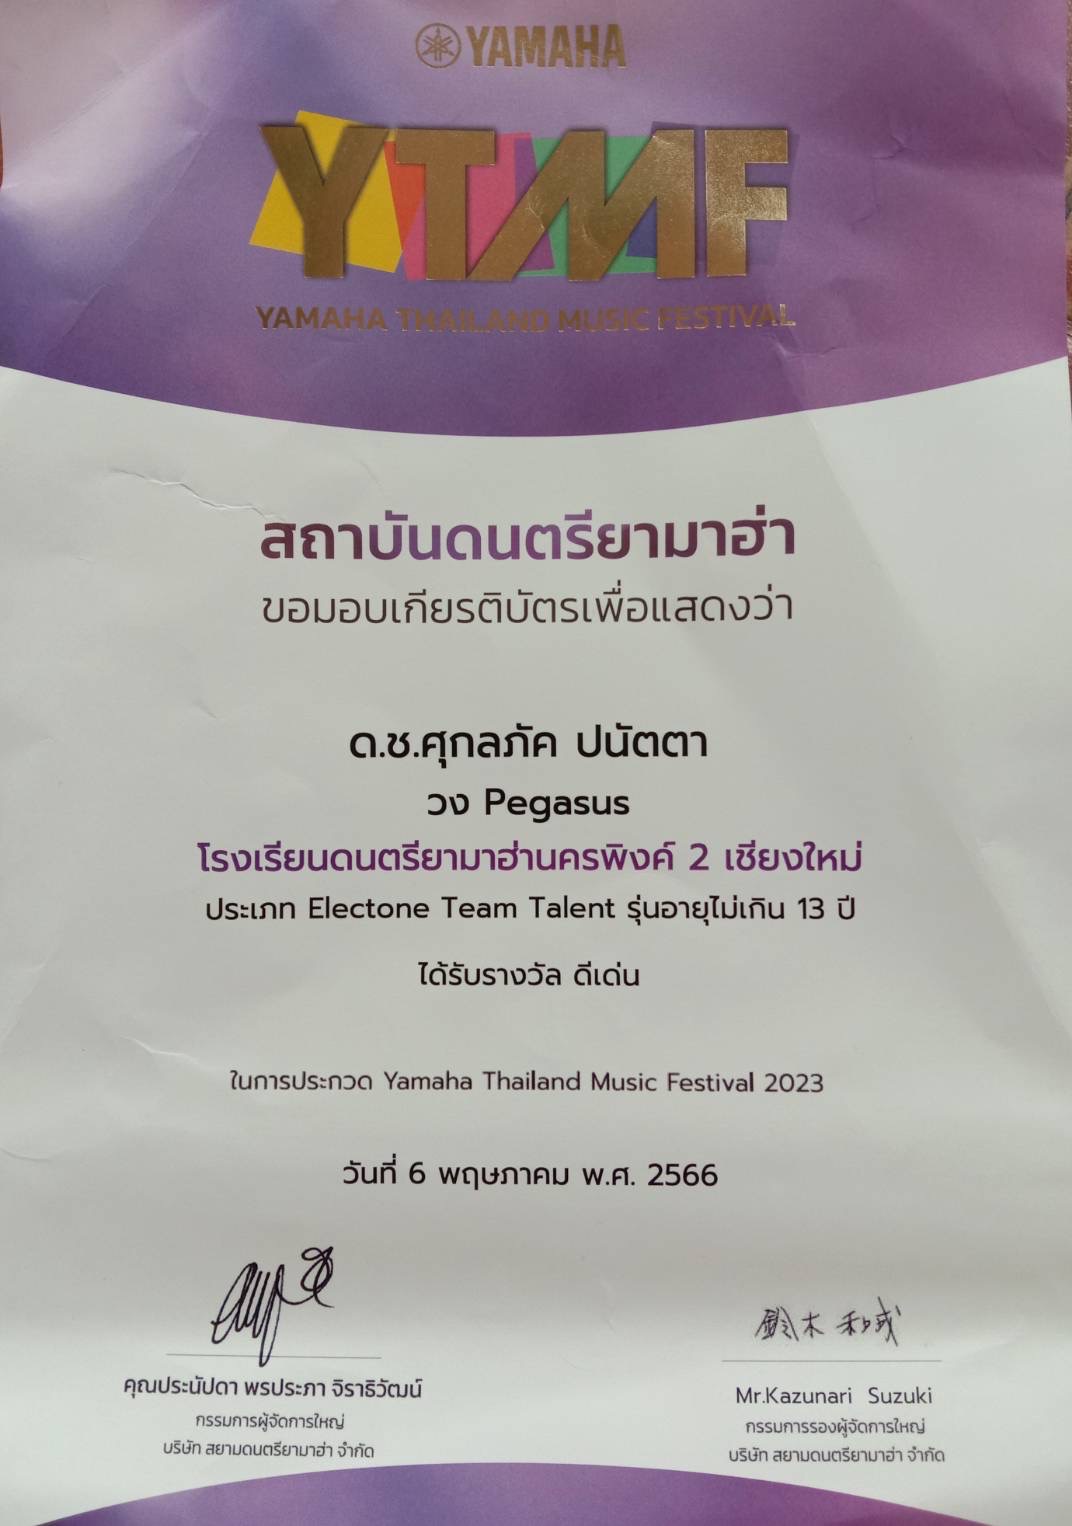 YAMAHA
YTMF
YAMAHA THAILAND MUSIC FESTIVAL
สถาบันดนตรียามาฮ่า
ขอมอบเกียรติบัตรเพื่อแสดงว่า
ด.ช.ศุกลภัค ปนัตตา
วง Pegasus
โรงเรียนดนตรียามาฮ่านครพิงค์ 2 เชียงใหม่
ประเภท Electone Team Talent รุ่นอายุไม่เกิน 13 ปี
ได้รับรางวัล ดีเด่น
ในการประกวด Yamaha Thailand Music Festival 2023
วันที่ 6 พฤษภาคม พ.ศ. 2566
鈴木 和成
คุณประนัปดา พรประภา จิราธิวัฒน์
กรรมการผู้จัดการใหญ่
บริษัท สยามดนตรียามาฮ่า จำกัด
Mr.Kazunari Suzuki
กรรมการรองผู้จัดการใหญ่
บริษัท สยามดนตรียามาฮ่า จำกัด